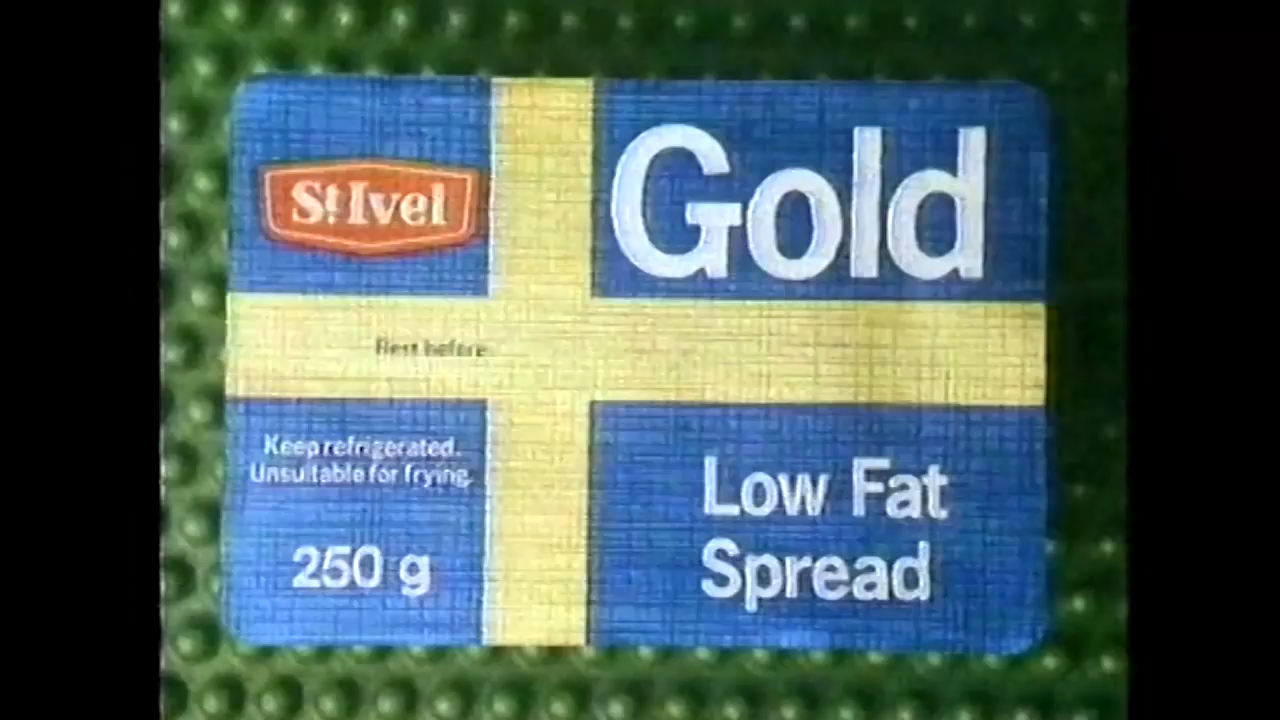 St Ivel
Gold
Best before
Keep refrigerated.
Unsuitable for frying.
250 g
Low Fat
Spread